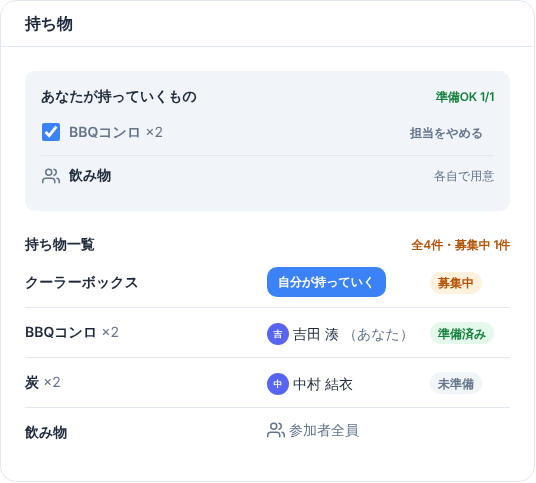 持ち物
あなたが持っていくもの 準備OK 1/1
BBQコンロ ×2 担当をやめる
飲み物 各自で用意
持ち物一覧 全4件・募集中 1件
クーラーボックス 自分が持っていく 募集中
BBQコンロ ×2 吉 吉田 湊 （あなた） 準備済み
炭 ×2 中 中村 結衣 未準備
飲み物 参加者全員